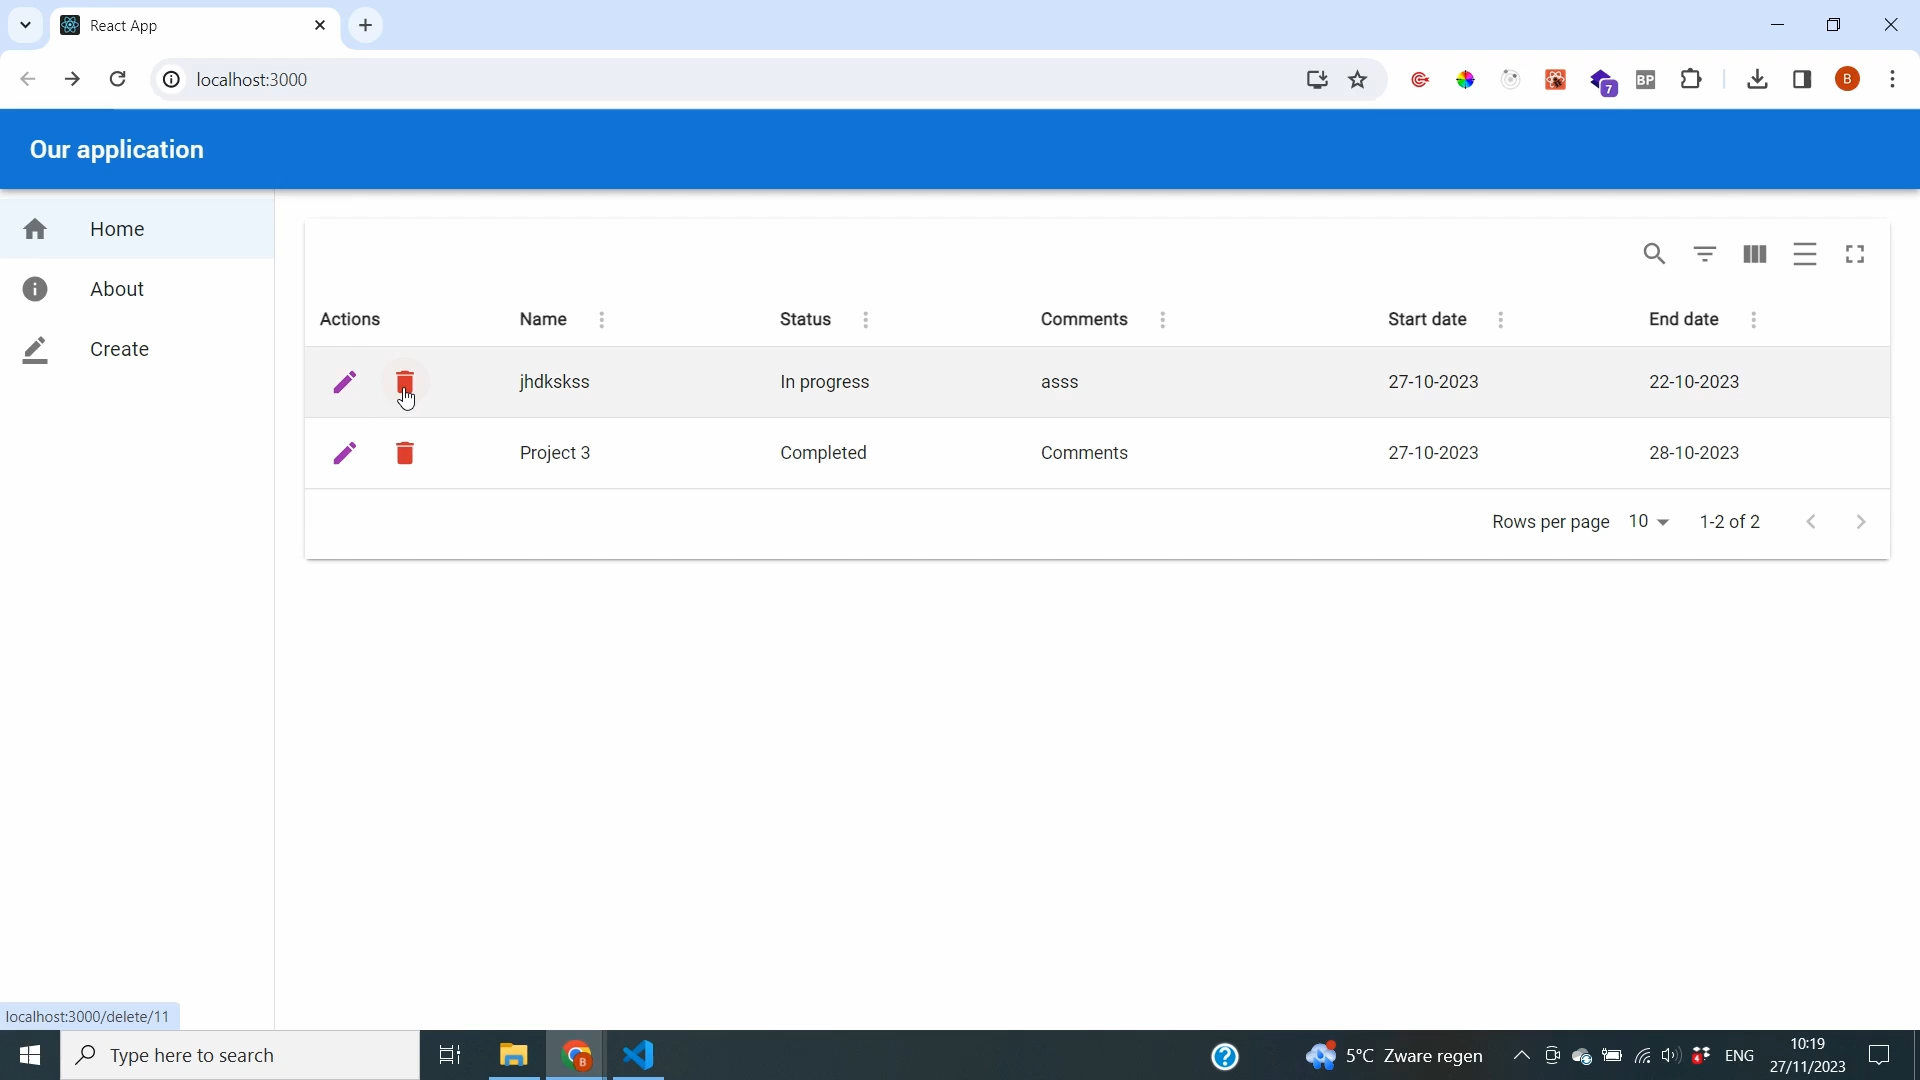 React App
localhost:3000
7
BP
B
Our application
Home
About
Create
Actions Name Status Comments Start date End date
jhdkskss In progress asss 27-10-2023 22-10-2023
Project 3 Completed Comments 27-10-2023 28-10-2023
Rows per page 10 1-2 of 2
localhost:3000/delete/11
Type here to search
B
5°C Zware regen
ENG
10:19
27/11/2023